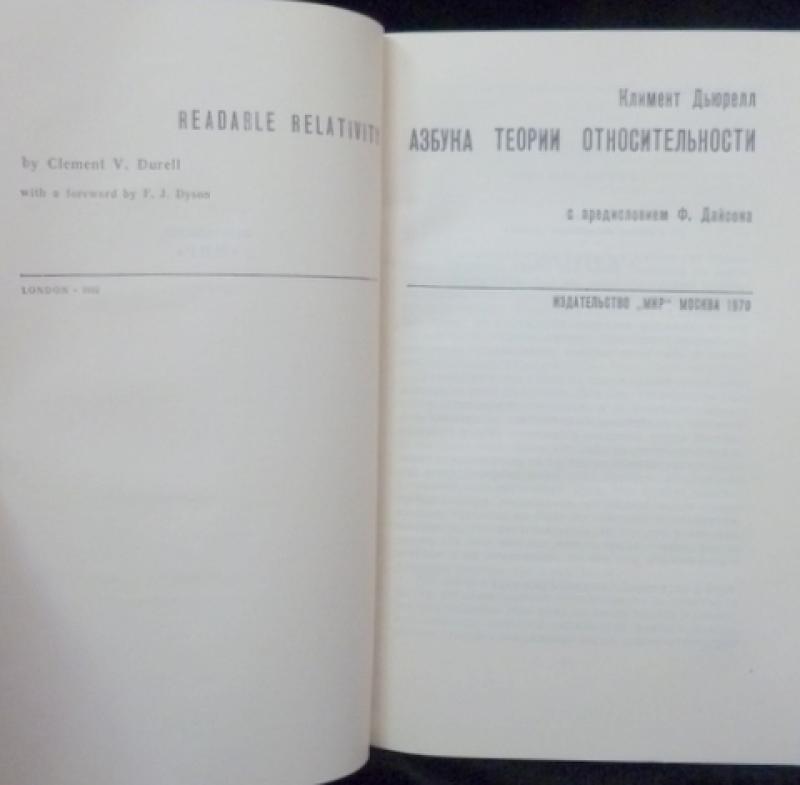 READABLE RELATIVITY
by Clement V. Durell
with a foreword by F. J. Dyson
LONDON -
Климент Дьюрелл
АЗБУКА ТЕОРИИ ОТНОСИТЕЛЬНОСТИ
с предисловием Ф. Дайсона
ИЗДАТЕЛЬСТВО „МИР“ МОСКВА 1970